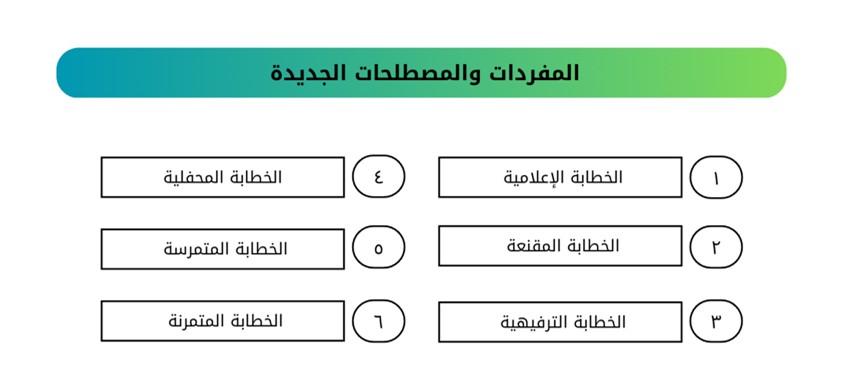 المفردات والمصطلحات الجديدة
١ الخطابة الإعلامية
٢ الخطابة المقنعة
٣ الخطابة الترفيهية
٤ الخطابة المحفلية
٥ الخطابة المتمرسة
٦ الخطابة المتمرنة